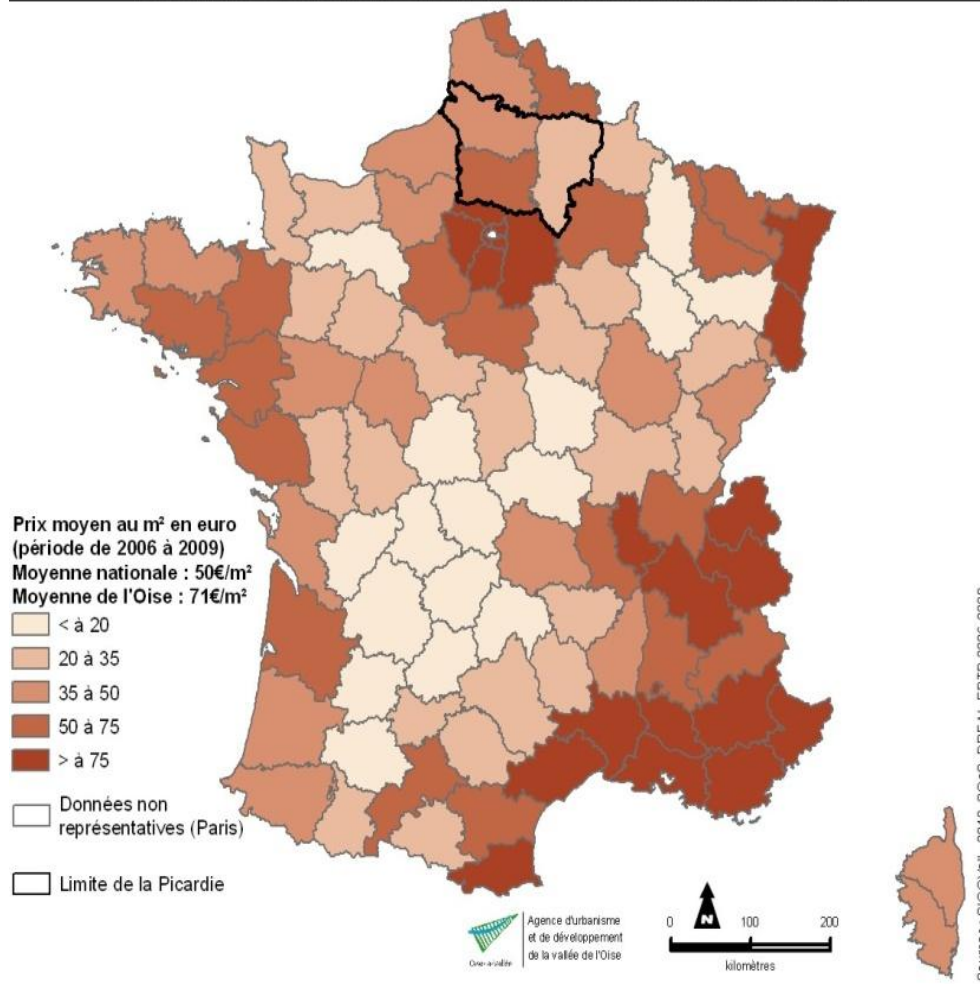 Prix moyen au m² en euro
(période de 2006 à 2009)
Moyenne nationale : 50€/m²
Moyenne de l'Oise : 71€/m²
< à 20
20 à 35
35 à 50
50 à 75
> à 75
Données non
représentatives (Paris)
Limite de la Picardie
Agence d'urbanisme
et de développement
de la vallée de l'Oise
N
0 100 200
kilomètres